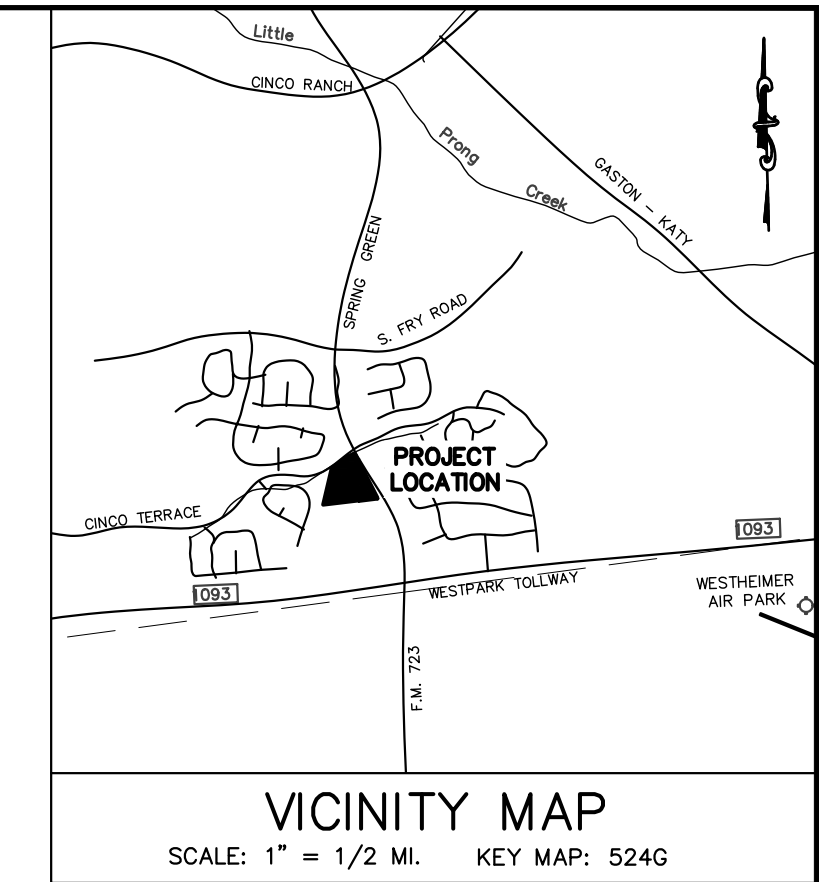 Little
CINCO RANCH
Prong
Creek
GASTON - KATY
SPRING GREEN
S. FRY ROAD
PROJECT
LOCATION
CINCO TERRACE
1093
1093
WESTPARK TOLLWAY
WESTHEIMER
AIR PARK
F.M. 723
VICINITY MAP
SCALE: 1" = 1/2 MI. KEY MAP: 524G